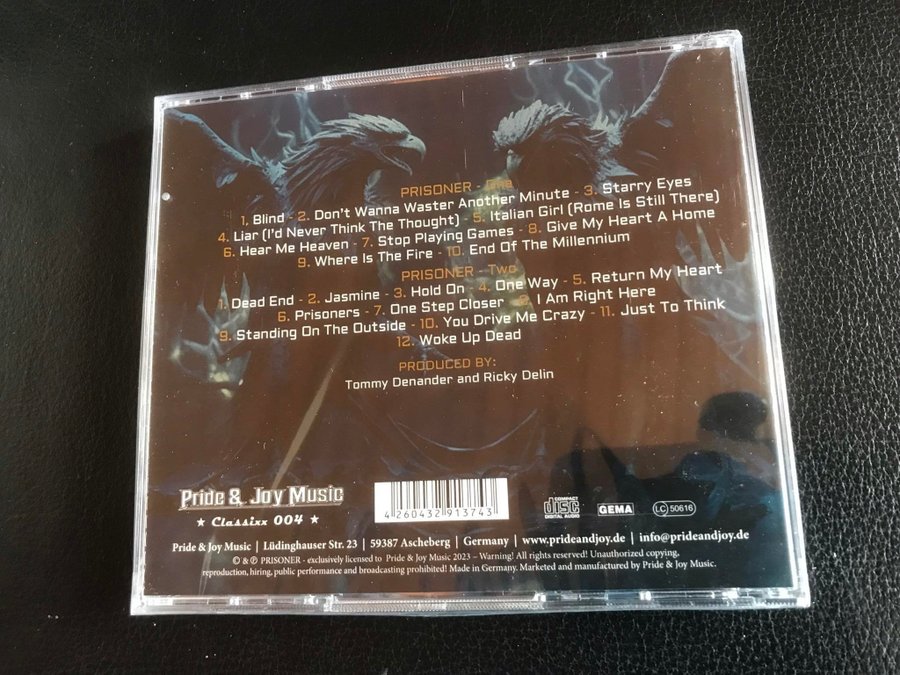 PRISONER - One
1. Blind - 2. Don't Wanna Waster Another Minute - 3. Starry Eyes
4. Liar (I'd Never Think The Thought) - 5. Italian Girl (Rome Is Still There)
6. Hear Me Heaven - 7. Stop Playing Games - 8. Give My Heart A Home
9. Where Is The Fire - 10. End Of The Millennium
PRISONER - Two
1. Dead End - 2. Jasmine - 3. Hold On - 4. One Way - 5. Return My Heart
6. Prisoners - 7. One Step Closer - 8. I Am Right Here
9. Standing On The Outside - 10. You Drive Me Crazy - 11. Just To Think
12. Woke Up Dead
PRODUCED BY:
Tommy Denander and Ricky Delin
Pride & Joy Music
★ Classixx 004 ★
4 260432 913743
COMPACT
disc
DIGITAL AUDIO
GEMA
LC 50616
Pride & Joy Music | Lüdinghauser Str. 23 | 59387 Ascheberg | Germany | www.prideandjoy.de | info@prideandjoy.de
© & ℗ PRISONER - exclusively licensed to Pride & Joy Music 2023 – Warning! All rights reserved! Unauthorized copying,
reproduction, hiring, public performance and broadcasting prohibited! Made in Germany. Marketed and manufactured by Pride & Joy Music.